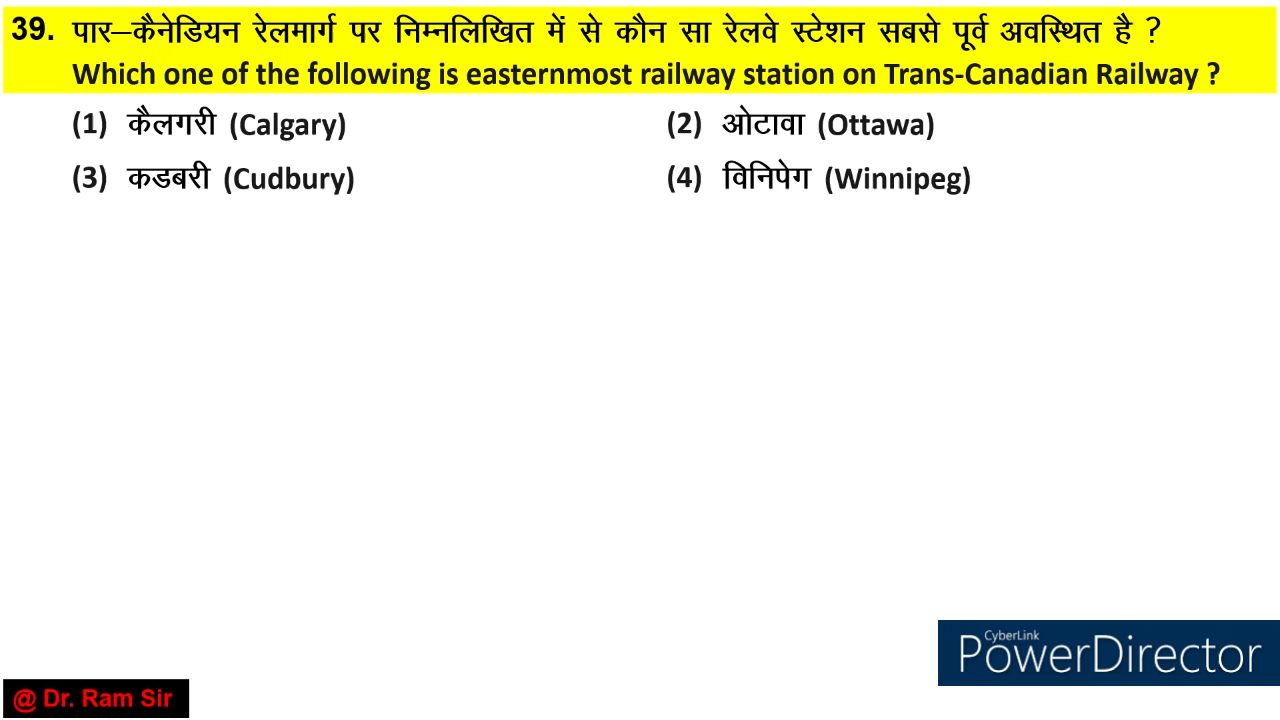 39. पार–कैनेडियन रेलमार्ग पर निम्नलिखित में से कौन सा रेलवे स्टेशन सबसे पूर्व अवस्थित है ?
Which one of the following is easternmost railway station on Trans-Canadian Railway ?
(1) कैलगरी (Calgary) (2) ओटावा (Ottawa)
(3) कडबरी (Cudbury) (4) विनिपेग (Winnipeg)
CyberLink
PowerDirector
@ Dr. Ram Sir